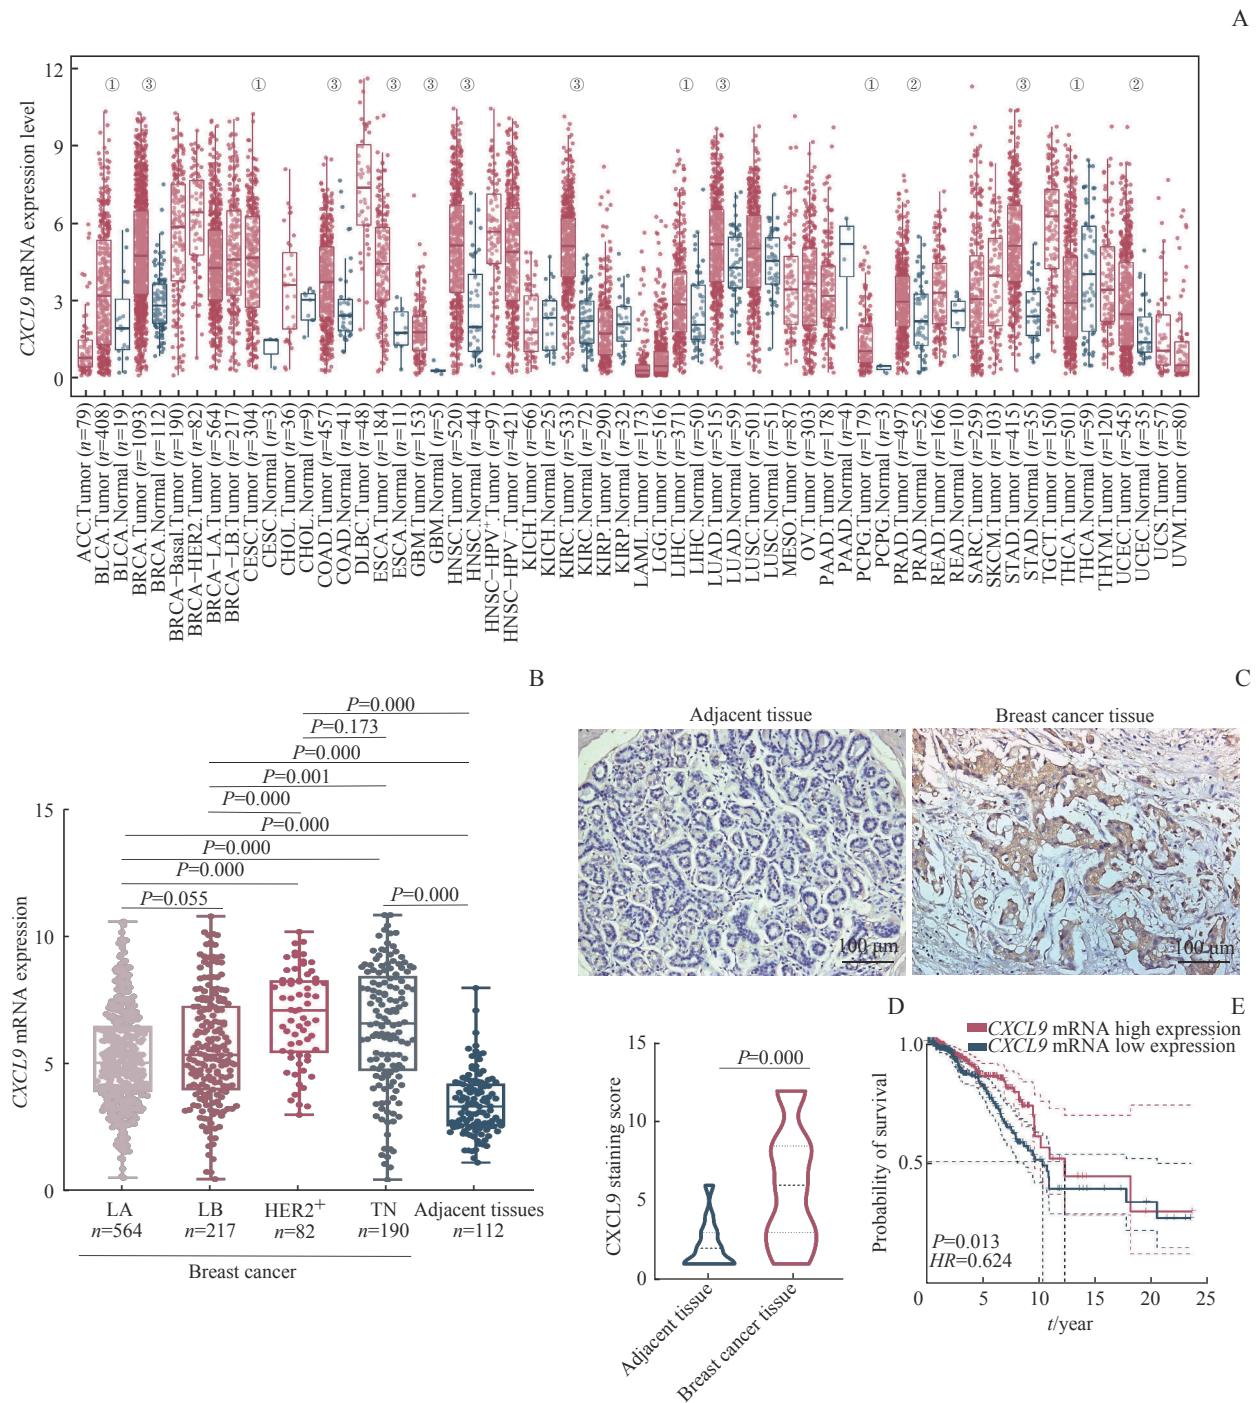 A
CXCL9 mRNA expression level
12
9
6
3
0
① ③ ① ③ ③ ③ ③ ③ ① ③ ① ② ③ ① ②
ACC.Tumor (n=79)
BLCA.Tumor (n=408)
BLCA.Normal (n=19)
BRCA.Tumor (n=1093)
BRCA.Normal (n=112)
BRCA-Basal.Tumor (n=190)
BRCA-HER2.Tumor (n=82)
BRCA-LA.Tumor (n=564)
BRCA-LB.Tumor (n=217)
CESC.Tumor (n=304)
CESC.Normal (n=3)
CHOL.Tumor (n=36)
CHOL.Normal (n=9)
COAD.Tumor (n=457)
COAD.Normal (n=41)
DLBC.Tumor (n=48)
ESCA.Tumor (n=184)
ESCA.Normal (n=11)
GBM.Tumor (n=153)
GBM.Normal (n=5)
HNSC.Tumor (n=520)
HNSC.Normal (n=44)
HNSC-HPV⁺.Tumor (n=97)
HNSC-HPV⁻.Tumor (n=421)
KICH.Tumor (n=66)
KICH.Normal (n=25)
KIRC.Tumor (n=533)
KIRC.Normal (n=72)
KIRP.Tumor (n=290)
KIRP.Normal (n=32)
LAML.Tumor (n=173)
LGG.Tumor (n=516)
LIHC.Tumor (n=371)
LIHC.Normal (n=50)
LUAD.Tumor (n=515)
LUAD.Normal (n=59)
LUSC.Tumor (n=501)
LUSC.Normal (n=51)
MESO.Tumor (n=87)
OV.Tumor (n=303)
PAAD.Tumor (n=178)
PAAD.Normal (n=4)
PCPG.Tumor (n=179)
PCPG.Normal (n=3)
PRAD.Tumor (n=497)
PRAD.Normal (n=52)
READ.Tumor (n=166)
READ.Normal (n=10)
SARC.Tumor (n=259)
SKCM.Tumor (n=103)
STAD.Tumor (n=415)
STAD.Normal (n=35)
TGCT.Tumor (n=150)
THCA.Tumor (n=501)
THCA.Normal (n=59)
THYM.Tumor (n=120)
UCEC.Tumor (n=545)
UCEC.Normal (n=35)
UCS.Tumor (n=57)
UVM.Tumor (n=80)
B
CXCL9 mRNA expression
15
10
5
0
P=0.000
P=0.173
P=0.000
P=0.001
P=0.000
P=0.000
P=0.000
P=0.000
P=0.055
P=0.000
LA
n=564
LB
n=217
HER2⁺
n=82
TN
n=190
Adjacent tissues
n=112
Breast cancer
C
Adjacent tissue
100 μm
Breast cancer tissue
100 μm
D
CXCL9 staining score
15
10
5
0
P=0.000
Adjacent tissue
Breast cancer tissue
E
CXCL9 mRNA high expression
CXCL9 mRNA low expression
Probability of survival
1.0
0.5
P=0.013
HR=0.624
0 5 10 15 20 25
t/year